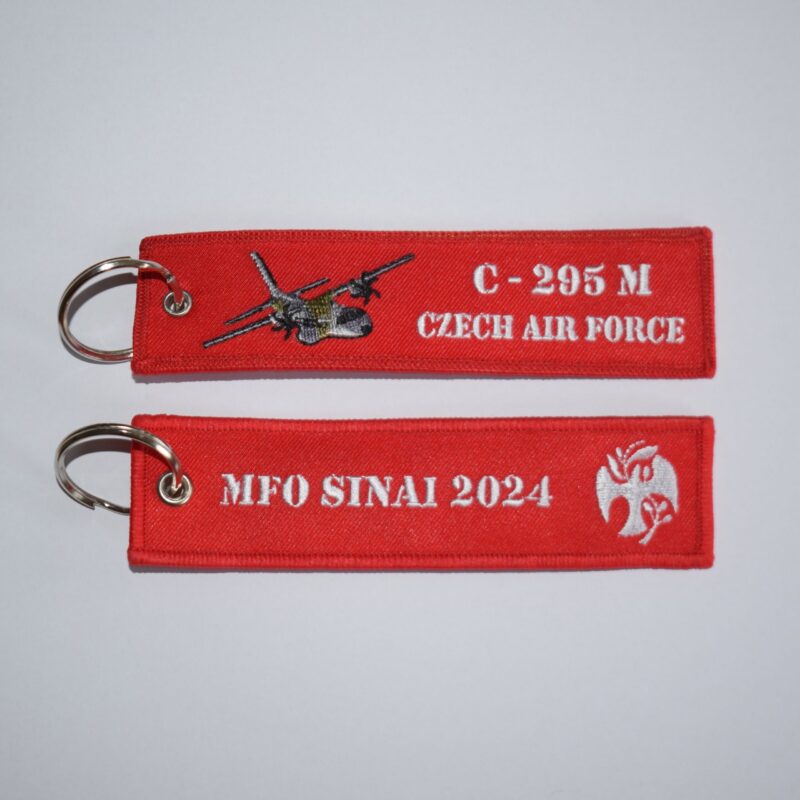 C - 295 M
CZECH AIR FORCE
MFO SINAI 2024